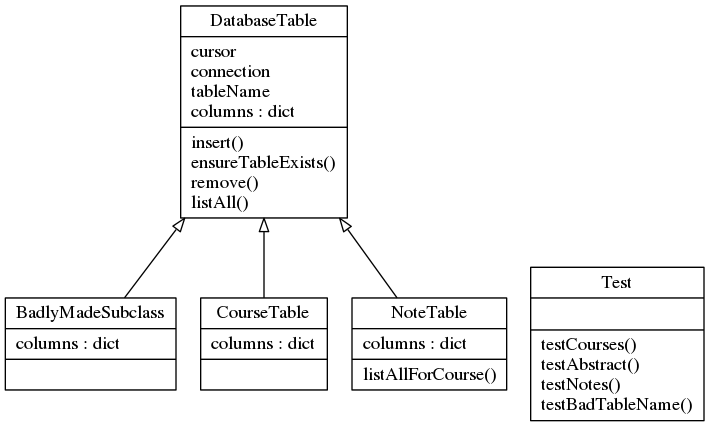 DatabaseTable
cursor
connection
tableName
columns : dict
insert()
ensureTableExists()
remove()
listAll()
BadlyMadeSubclass
columns : dict
CourseTable
columns : dict
NoteTable
columns : dict
listAllForCourse()
Test
testCourses()
testAbstract()
testNotes()
testBadTableName()